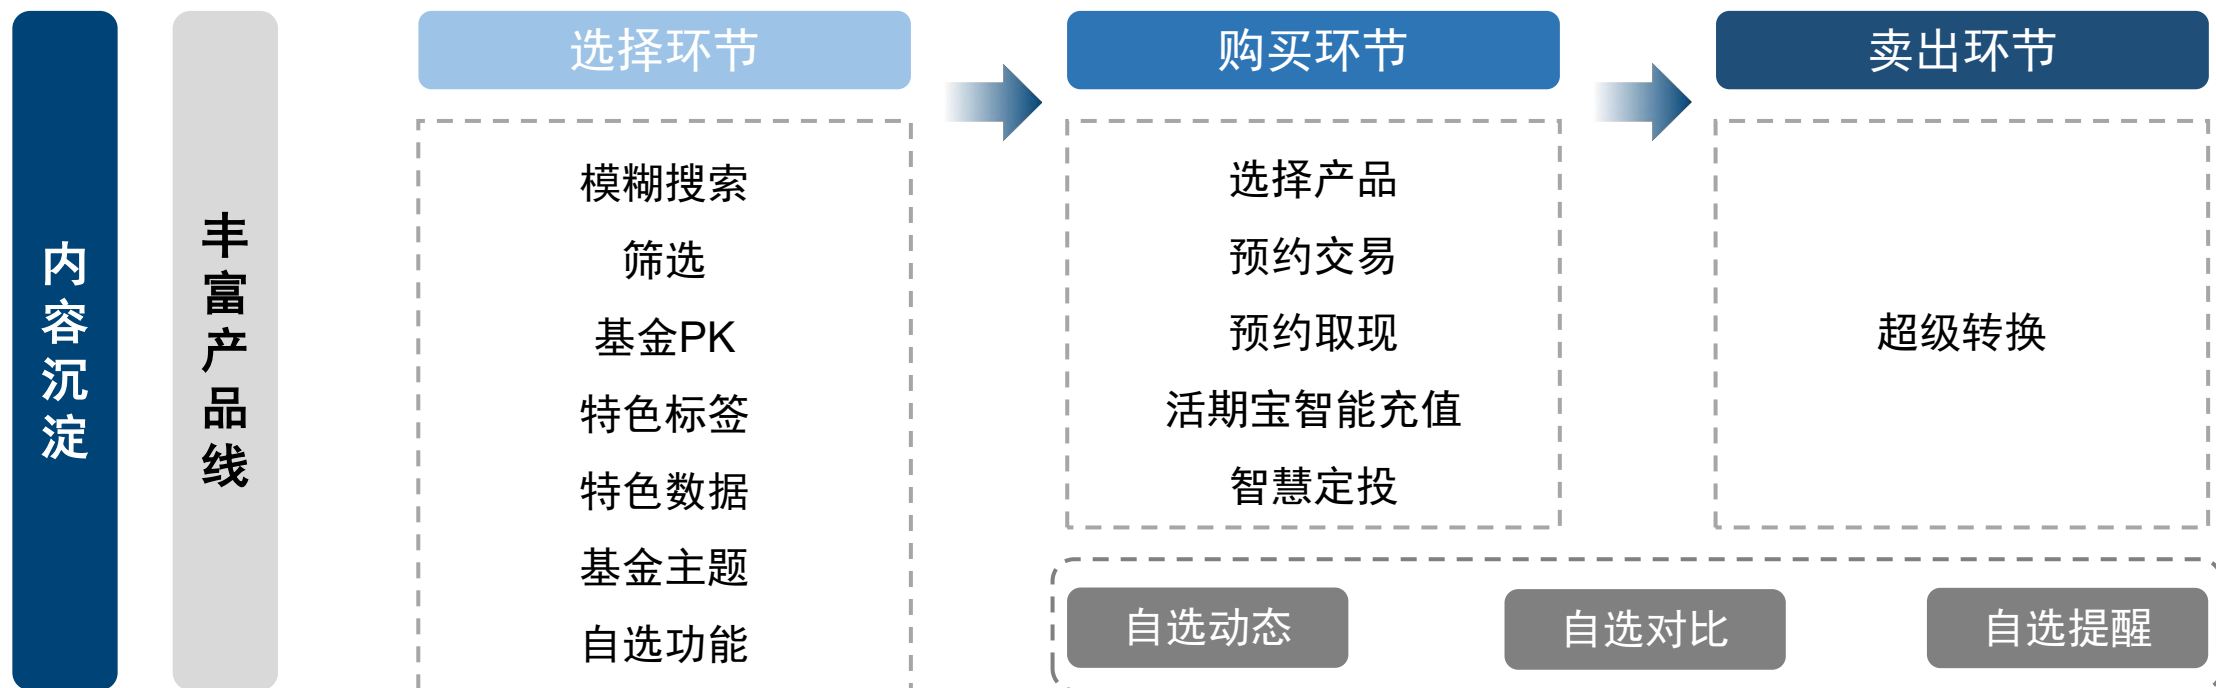 内容沉淀
丰富产品线
选择环节
模糊搜索
筛选
基金PK
特色标签
特色数据
基金主题
自选功能
购买环节
选择产品
预约交易
预约取现
活期宝智能充值
智慧定投
卖出环节
超级转换
自选动态
自选对比
自选提醒